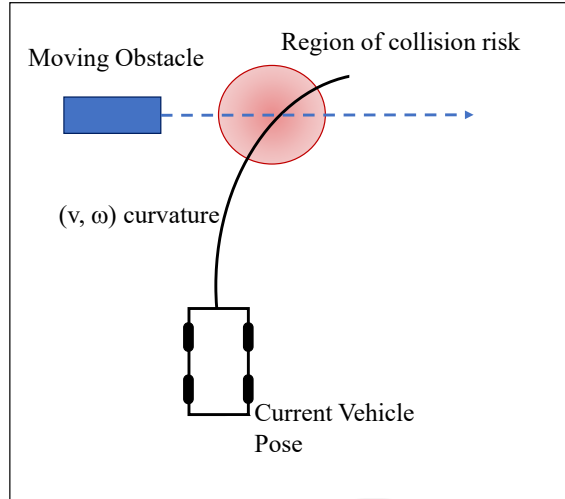 Region of collision risk
Moving Obstacle
(v, ω) curvature
Current Vehicle
Pose